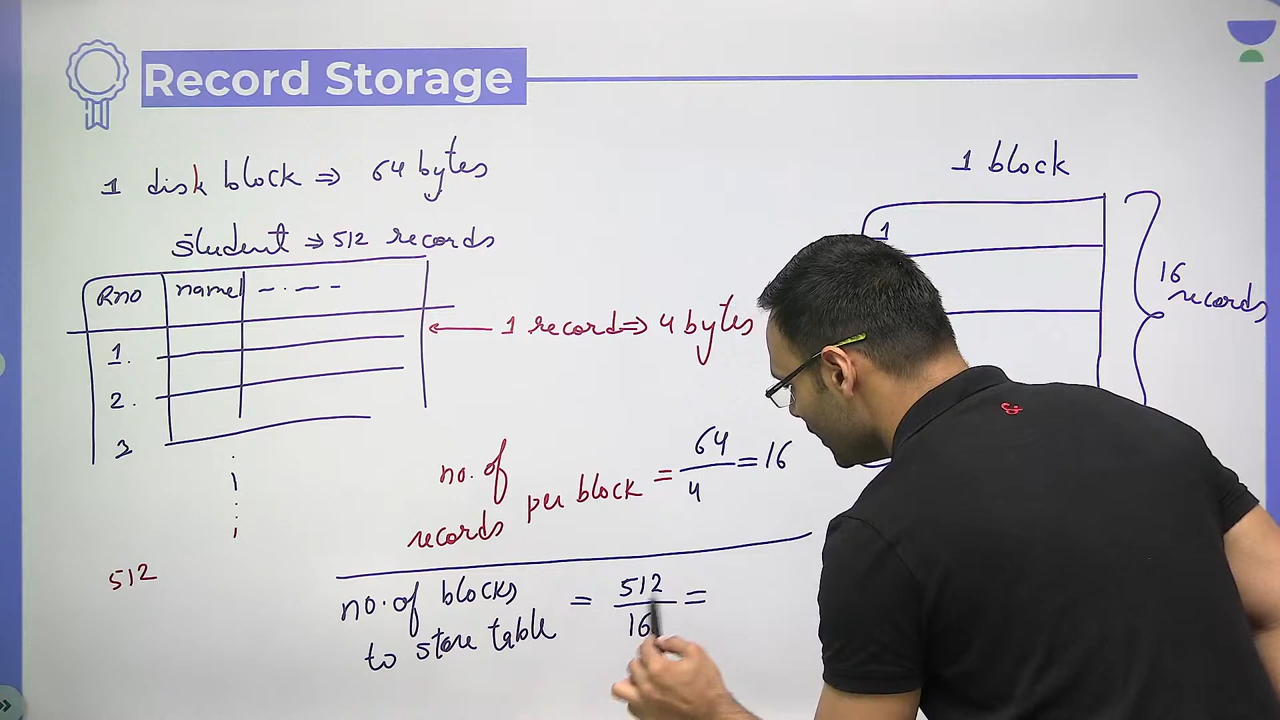 Record Storage
1 disk block ⇒ 64 bytes
student ⇒ 512 records
Rno name - . - -
1.
2.
3
512
← 1 record ⇒ 4 bytes
no. of
records per block = 64/4 = 16
no. of blocks
to store table = 512/16 =
1 block
1
16
records